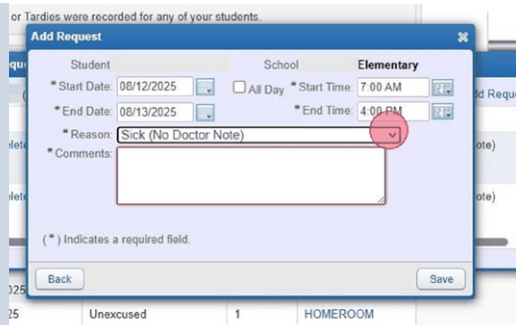 or Tardies were recorded for any of your students.
Add Request
Student School Elementary
* Start Date: 08/12/2025 All Day * Start Time: 7:00 AM
* End Date: 08/13/2025 * End Time: 4:00 PM
* Reason: Sick (No Doctor Note)
* Comments:
(*) Indicates a required field.
Back Save
25 Unexcused 1 HOMEROOM